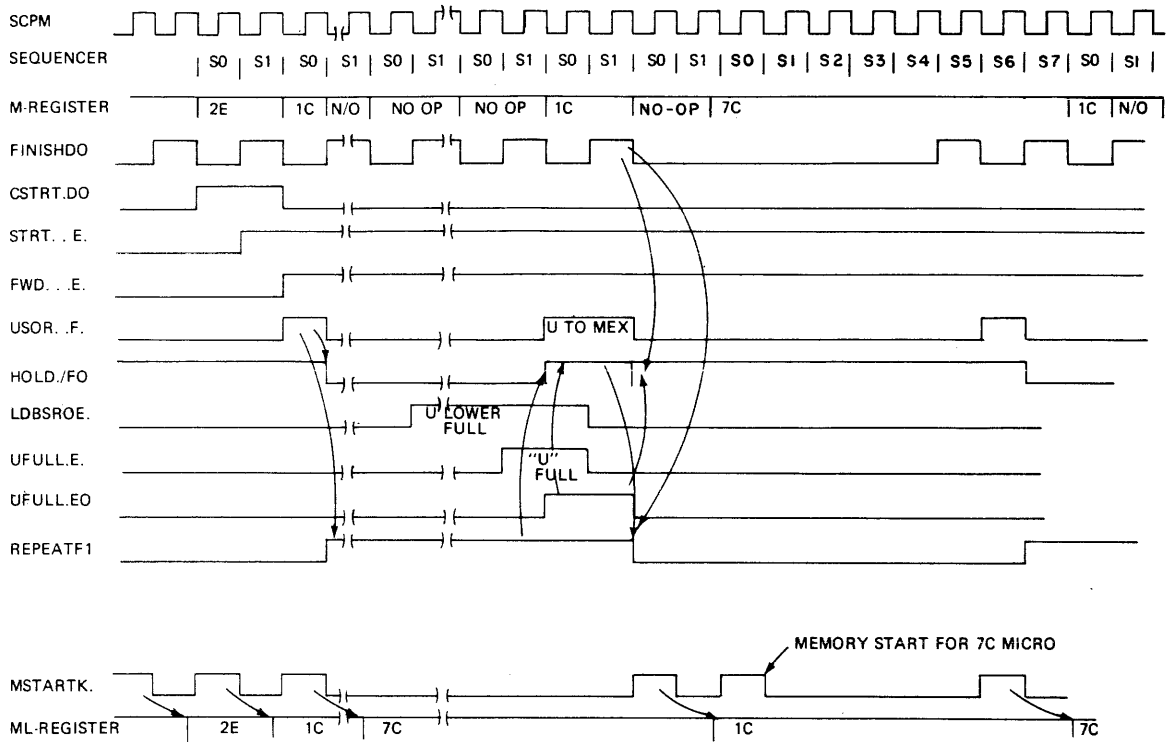 SCPM
SEQUENCER | S0 | S1 | S0 | S1 | S0 | S1 | S0 | S1 | S0 | S1 | S0 | S1 | S0 | S1 | S2 | S3 | S4 | S5 | S6 | S7 | S0 | S1 |
M-REGISTER 2E 1C N/O NO OP NO OP 1C NO-OP 7C 1C N/O
FINISHDO
CSTRT.DO
STRT. . E.
FWD. . .E.
USOR. .F. U TO MEX
HOLD./FO
LDBSROE. U LOWER
FULL
UFULL.E. "U"
FULL
UFULL.EO
REPEATF1
MEMORY START FOR 7C MICRO
MSTARTK.
ML-REGISTER 2E 1C 7C 1C 7C